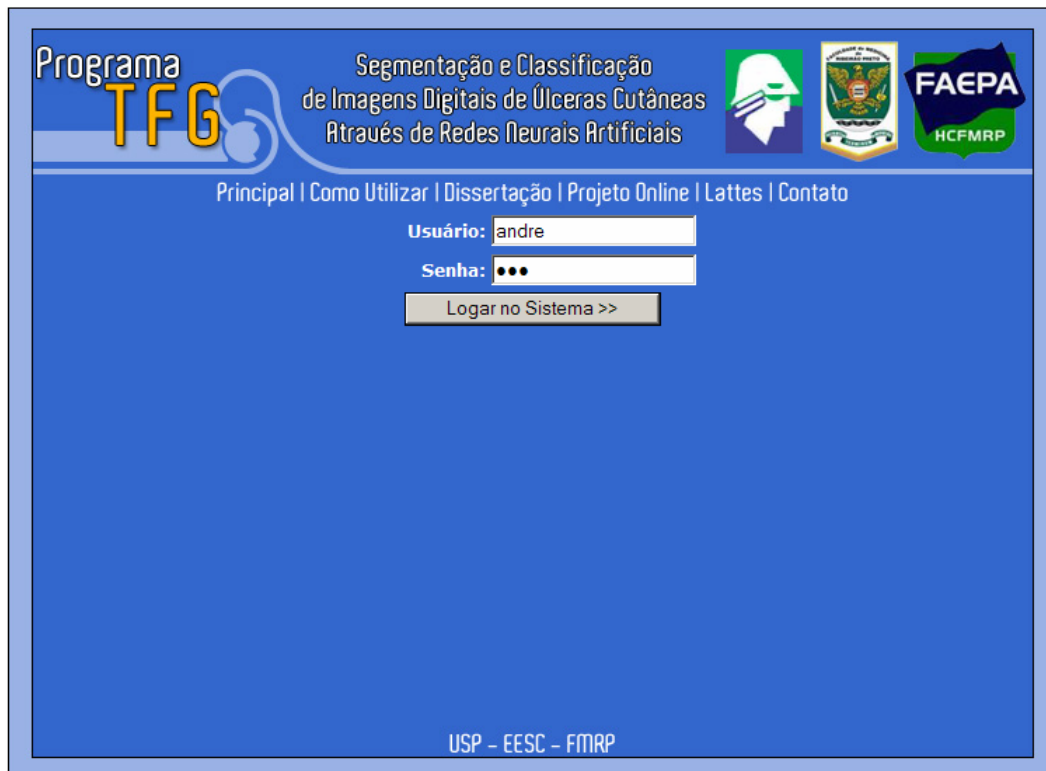 Programa
TFG
Segmentação e Classificação
de Imagens Digitais de Úlceras Cutâneas
Através de Redes Neurais Artificiais
FAEPA
HCFMRP
Principal | Como Utilizar | Dissertação | Projeto Online | Lattes | Contato
Usuário: andre
Senha: •••
Logar no Sistema >>
USP - EESC - FMRP